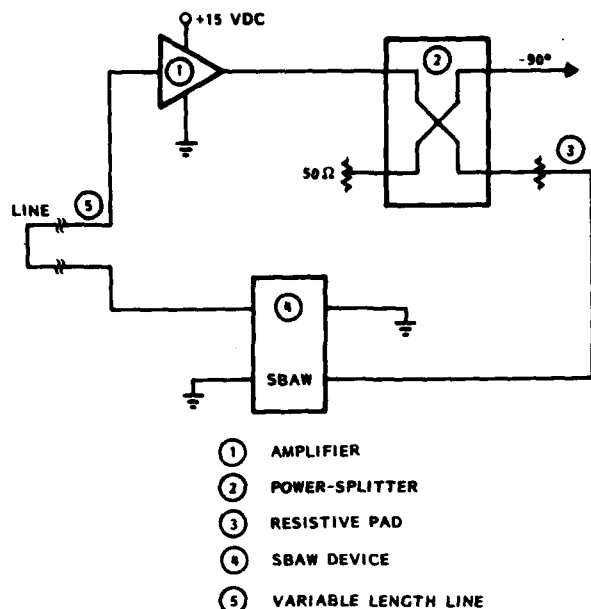 +15 VDC
①
②
-90°
③
50Ω
LINE
⑤
④
SBAW
① AMPLIFIER
② POWER-SPLITTER
③ RESISTIVE PAD
④ SBAW DEVICE
⑤ VARIABLE LENGTH LINE